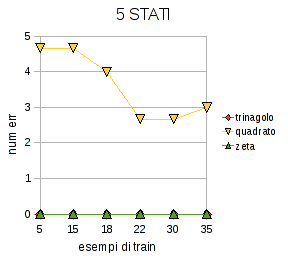 5 STATI
5
4
3
2
1
0
5 15 18 22 30 35
num err
esempi di train
trinagolo
quadrato
zeta